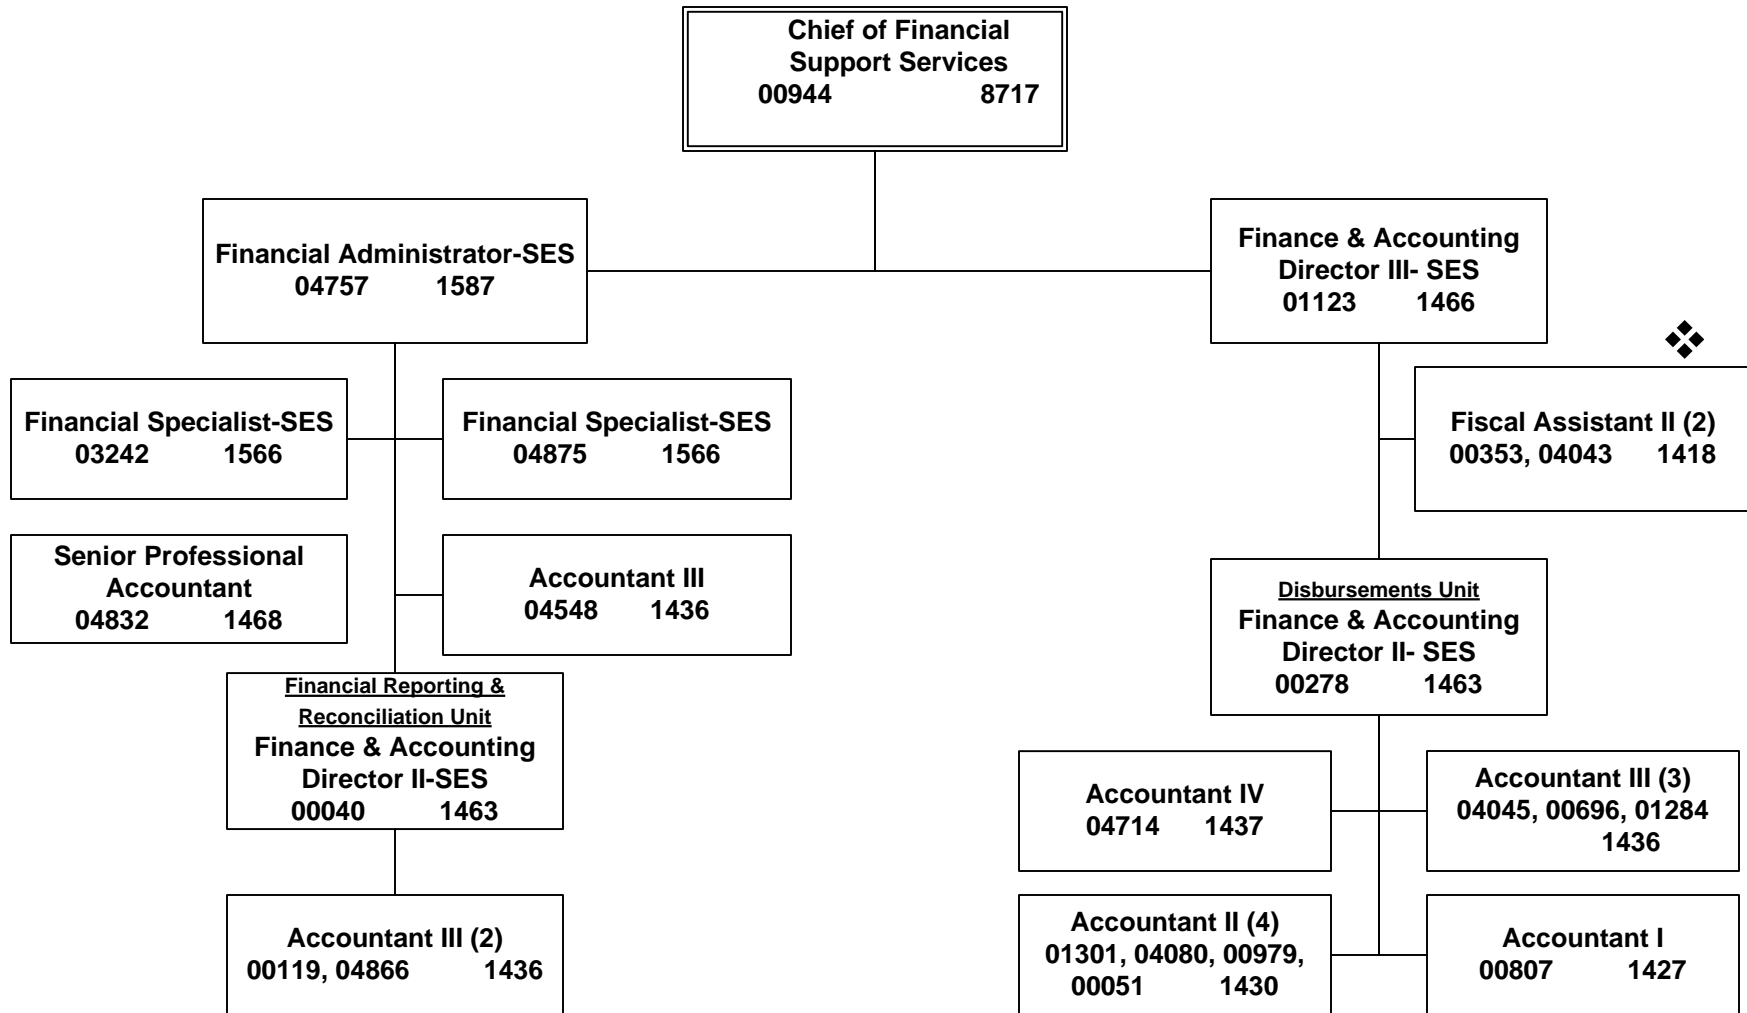 Chief of Financial
Support Services
00944 8717
Financial Administrator-SES
04757 1587
Finance & Accounting
Director III- SES
01123 1466
Financial Specialist-SES
03242 1566
Financial Specialist-SES
04875 1566
Fiscal Assistant II (2)
00353, 04043 1418
Senior Professional
Accountant
04832 1468
Accountant III
04548 1436
Disbursements Unit
Finance & Accounting
Director II- SES
00278 1463
Financial Reporting &
Reconciliation Unit
Finance & Accounting
Director II-SES
00040 1463
Accountant IV
04714 1437
Accountant III (3)
04045, 00696, 01284
1436
Accountant III (2)
00119, 04866 1436
Accountant II (4)
01301, 04080, 00979,
00051 1430
Accountant I
00807 1427